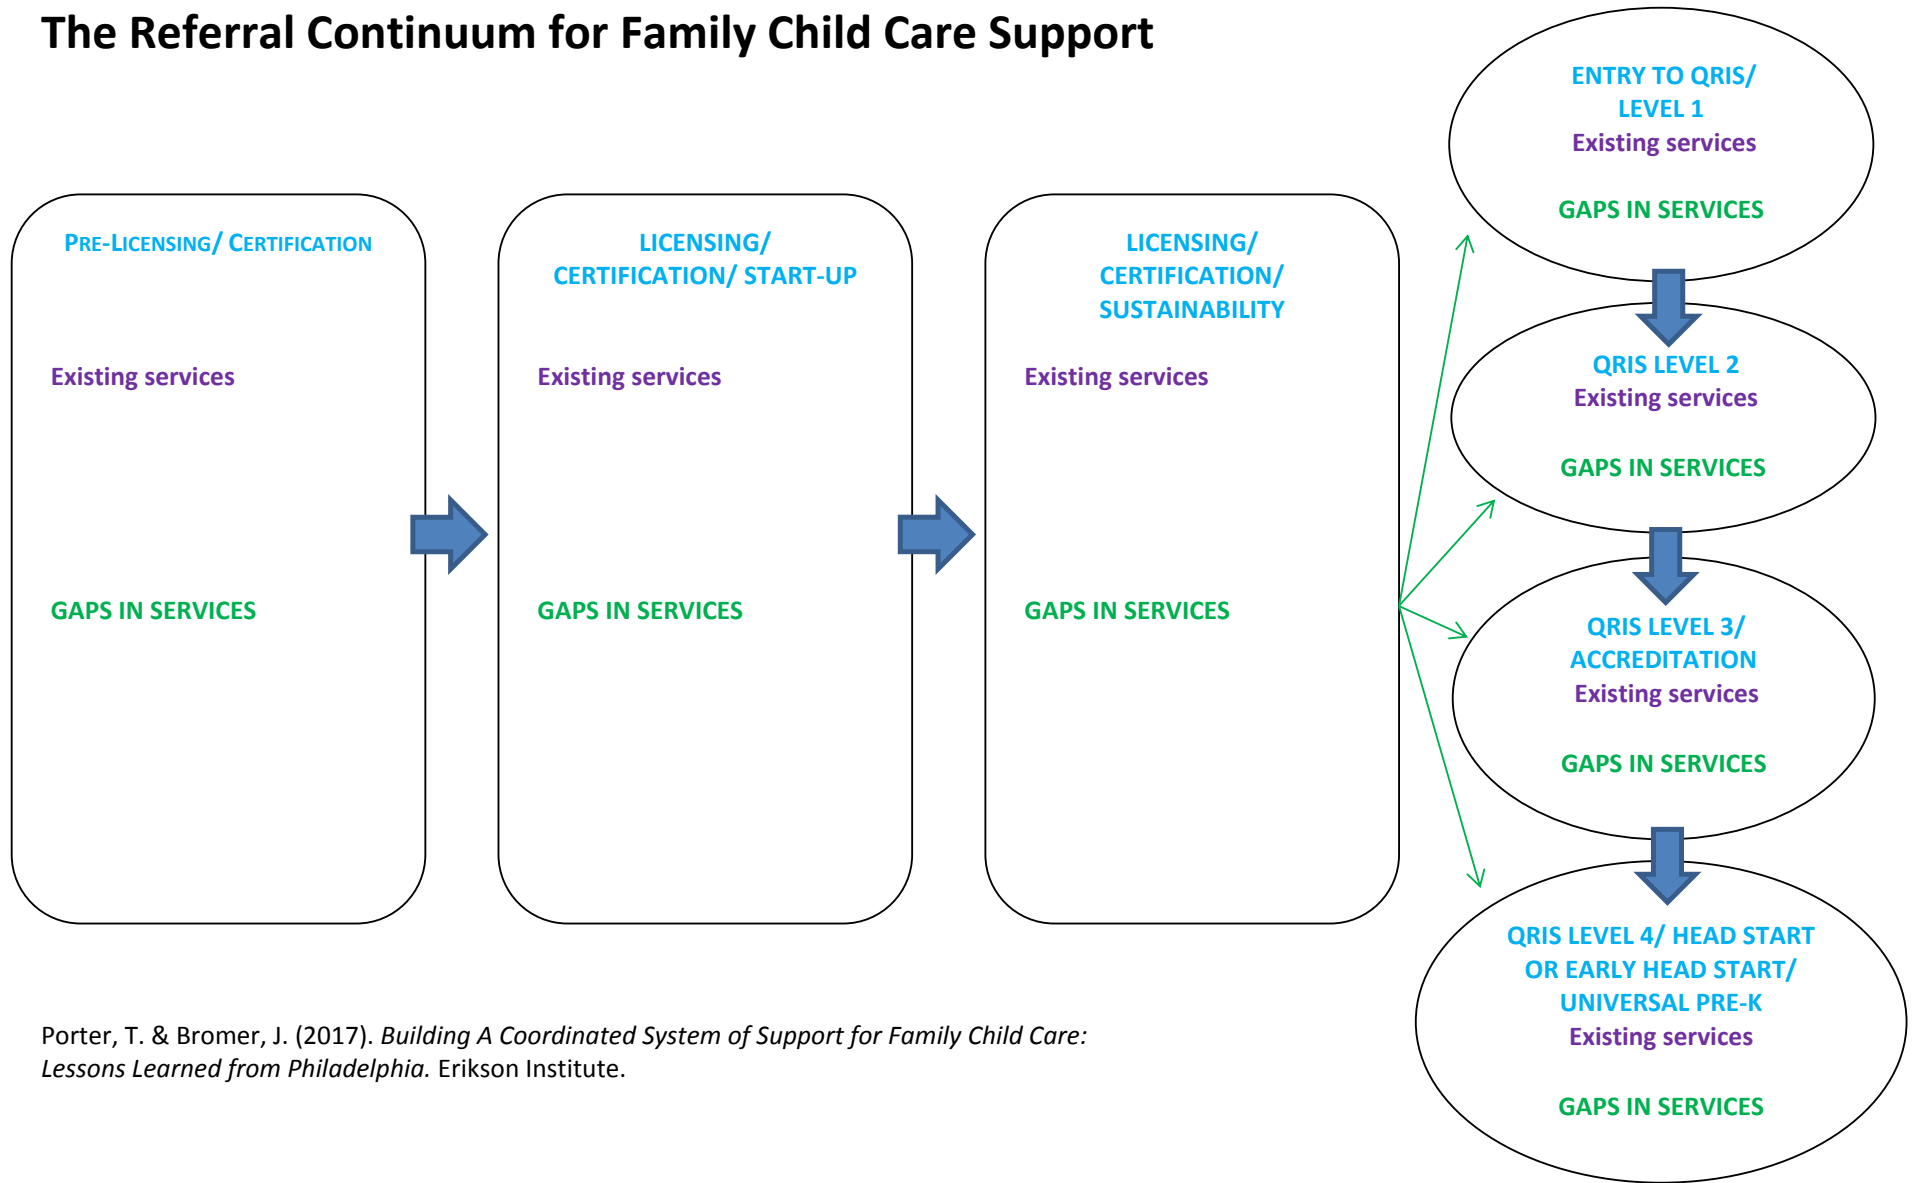 The Referral Continuum for Family Child Care Support
PRE-LICENSING/ CERTIFICATION
Existing services
GAPS IN SERVICES
LICENSING/
CERTIFICATION/ START-UP
Existing services
GAPS IN SERVICES
LICENSING/
CERTIFICATION/
SUSTAINABILITY
Existing services
GAPS IN SERVICES
ENTRY TO QRIS/
LEVEL 1
Existing services
GAPS IN SERVICES
QRIS LEVEL 2
Existing services
GAPS IN SERVICES
QRIS LEVEL 3/
ACCREDITATION
Existing services
GAPS IN SERVICES
QRIS LEVEL 4/ HEAD START
OR EARLY HEAD START/
UNIVERSAL PRE-K
Existing services
GAPS IN SERVICES
Porter, T. & Bromer, J. (2017). Building A Coordinated System of Support for Family Child Care:
Lessons Learned from Philadelphia. Erikson Institute.